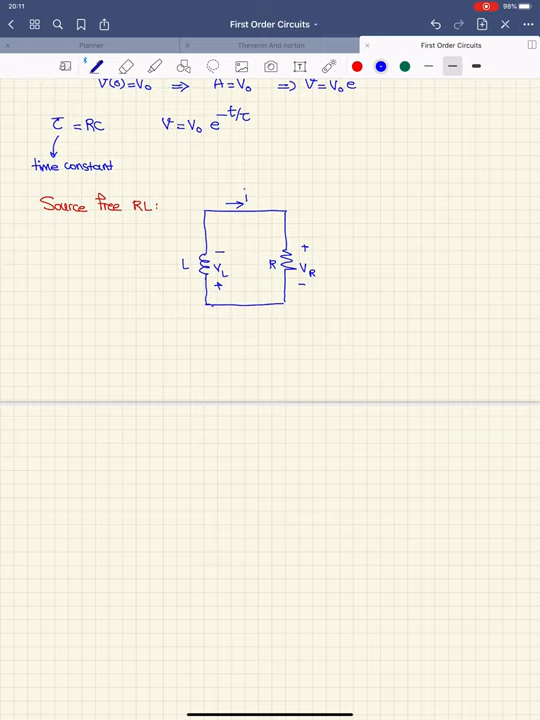 20:11
98%
First Order Circuits
Planner
Thevenin And norton
First Order Circuits
V(0)=V₀ ⟹ A=V₀ ⟹ V=V₀ e
τ = RC V=V₀ e^-t/τ
time constant
Source free RL:
i
L
−
V_L
+
R
+
V_R
−